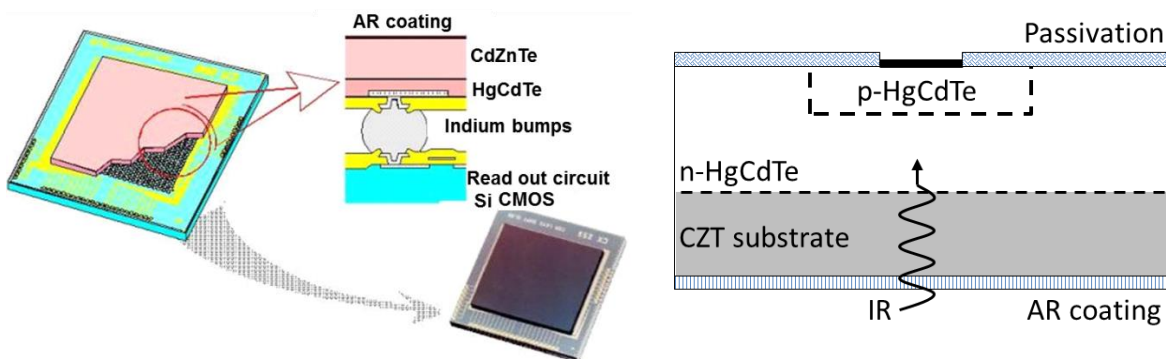 AR coating
CdZnTe
HgCdTe
Indium bumps
Read out circuit
Si CMOS
Passivation
p-HgCdTe
n-HgCdTe
CZT substrate
IR
AR coating